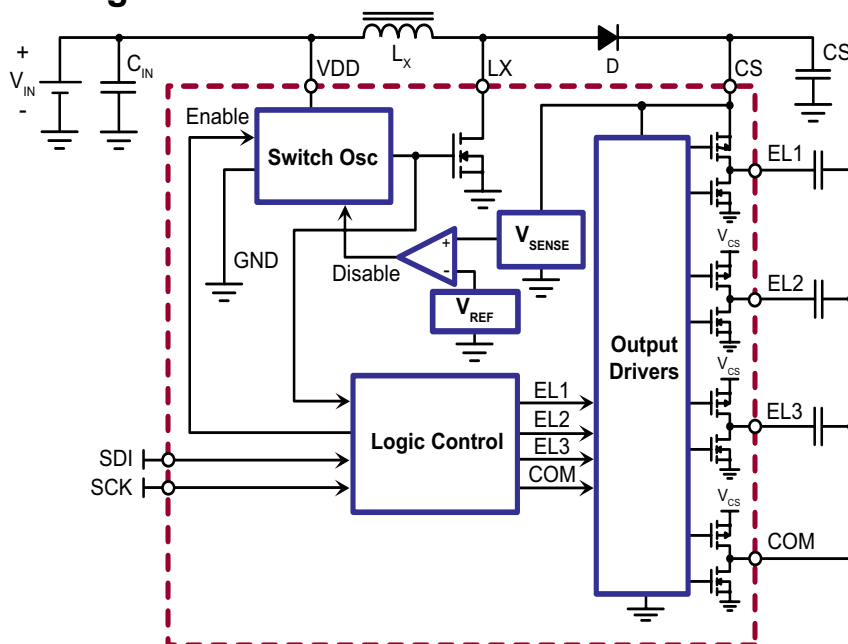 g
+
V_IN
-
C_IN
VDD
L_X
LX
D
CS
CS
Enable
Switch Osc
GND
Disable
+
-
V_SENSE
V_REF
Output
Drivers
EL1
V_CS
EL2
V_CS
EL3
V_CS
COM
Logic Control
EL1
EL2
EL3
COM
SDI
SCK